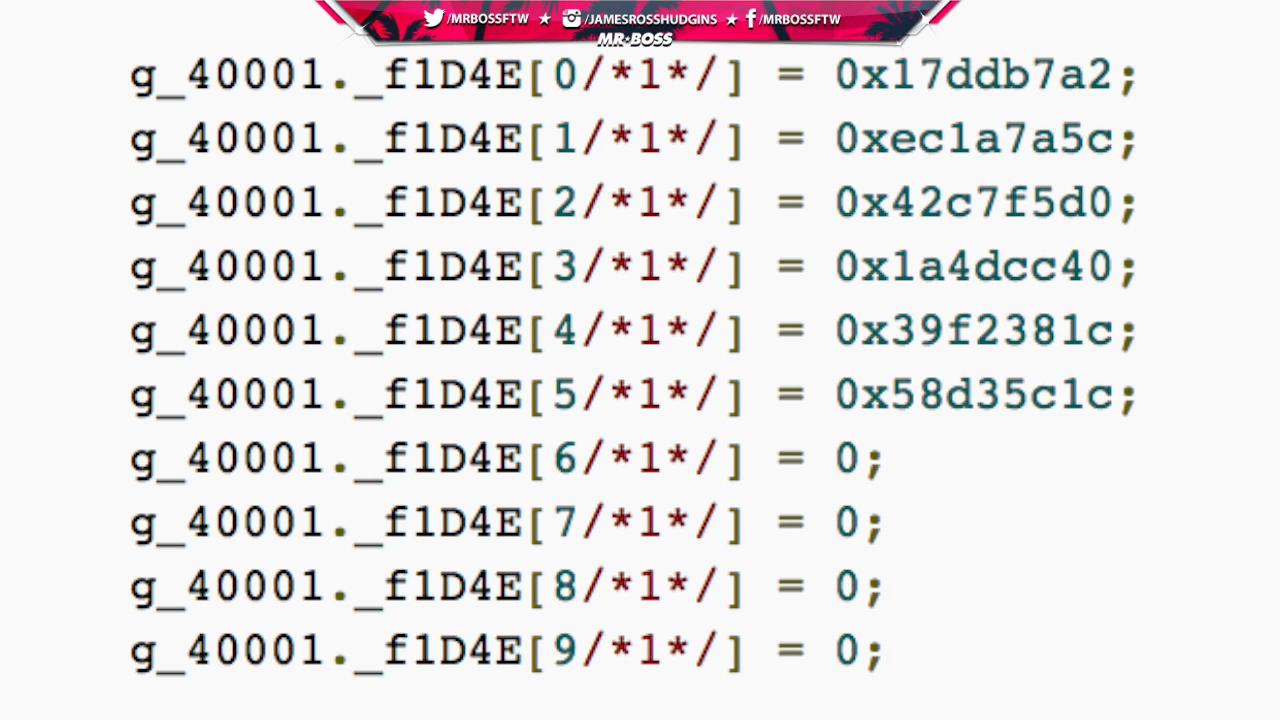 /MRBOSSFTW ★ /JAMESROSSHUDGINS ★ /MRBOSSFTW
MR★BOSS
g_40001._f1D4E[0/*1*/] = 0x17ddb7a2;
g_40001._f1D4E[1/*1*/] = 0xec1a7a5c;
g_40001._f1D4E[2/*1*/] = 0x42c7f5d0;
g_40001._f1D4E[3/*1*/] = 0x1a4dcc40;
g_40001._f1D4E[4/*1*/] = 0x39f2381c;
g_40001._f1D4E[5/*1*/] = 0x58d35c1c;
g_40001._f1D4E[6/*1*/] = 0;
g_40001._f1D4E[7/*1*/] = 0;
g_40001._f1D4E[8/*1*/] = 0;
g_40001._f1D4E[9/*1*/] = 0;